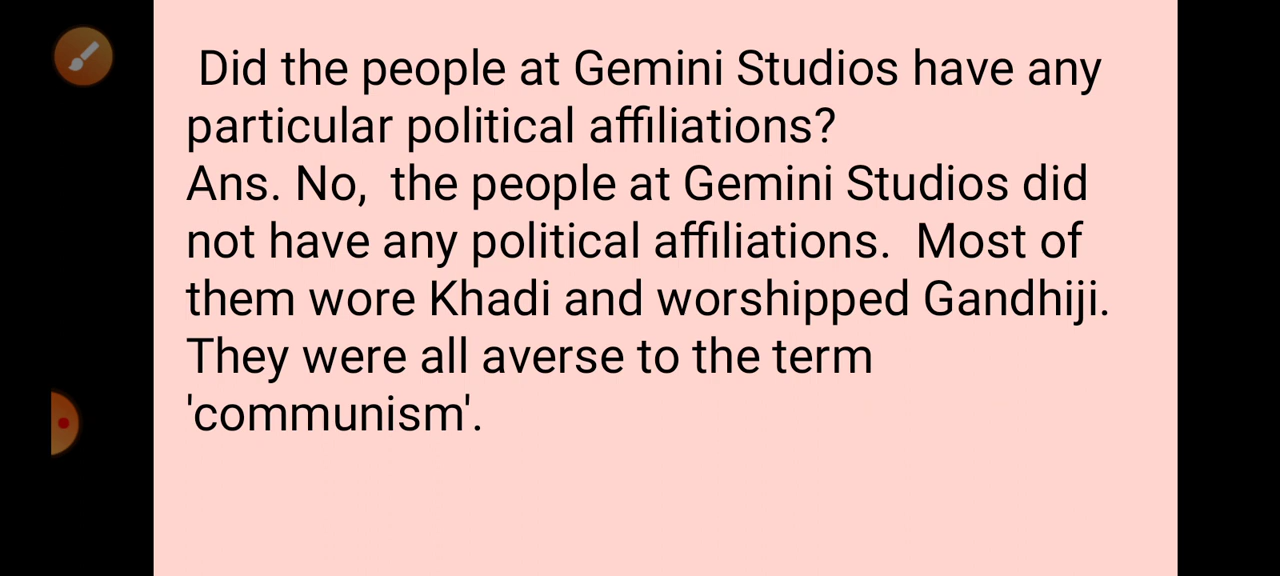 Did the people at Gemini Studios have any
particular political affiliations?
Ans. No,  the people at Gemini Studios did
not have any political affiliations.  Most of
them wore Khadi and worshipped Gandhiji.
They were all averse to the term
'communism'.